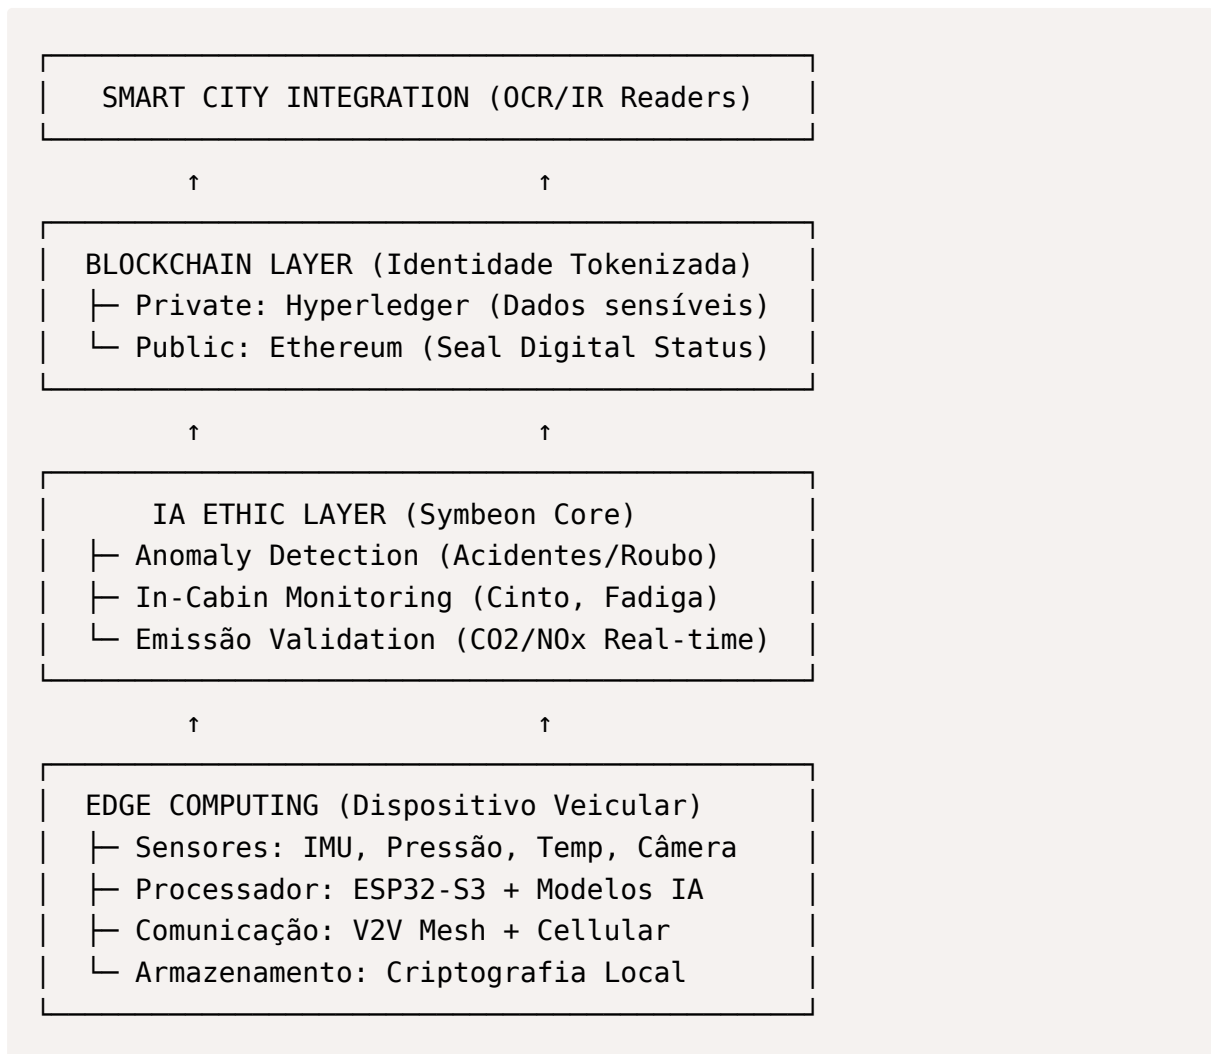 SMART CITY INTEGRATION (OCR/IR Readers)
↑ ↑
BLOCKCHAIN LAYER (Identidade Tokenizada)
├─ Private: Hyperledger (Dados sensíveis)
└─ Public: Ethereum (Seal Digital Status)
↑ ↑
IA ETHIC LAYER (Symbeon Core)
├─ Anomaly Detection (Acidentes/Roubo)
├─ In-Cabin Monitoring (Cinto, Fadiga)
└─ Emissão Validation (CO2/NOx Real-time)
↑ ↑
EDGE COMPUTING (Dispositivo Veicular)
├─ Sensores: IMU, Pressão, Temp, Câmera
├─ Processador: ESP32-S3 + Modelos IA
├─ Comunicação: V2V Mesh + Cellular
└─ Armazenamento: Criptografia Local